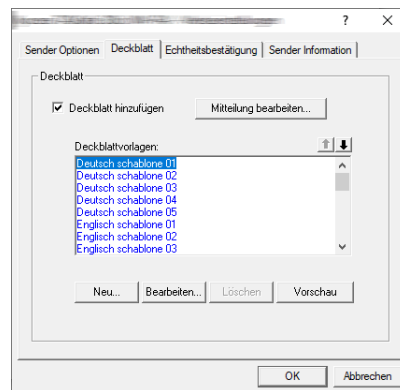 Sender Optionen Deckblatt Echtheitsbestätigung Sender Information
Deckblatt
Deckblatt hinzufügen Mitteilung bearbeiten...
Deckblattvorlagen:
Deutsch schablone 01
Deutsch schablone 02
Deutsch schablone 03
Deutsch schablone 04
Deutsch schablone 05
Englisch schablone 01
Englisch schablone 02
Englisch schablone 03
Neu... Bearbeiten... Löschen Vorschau
OK Abbrechen